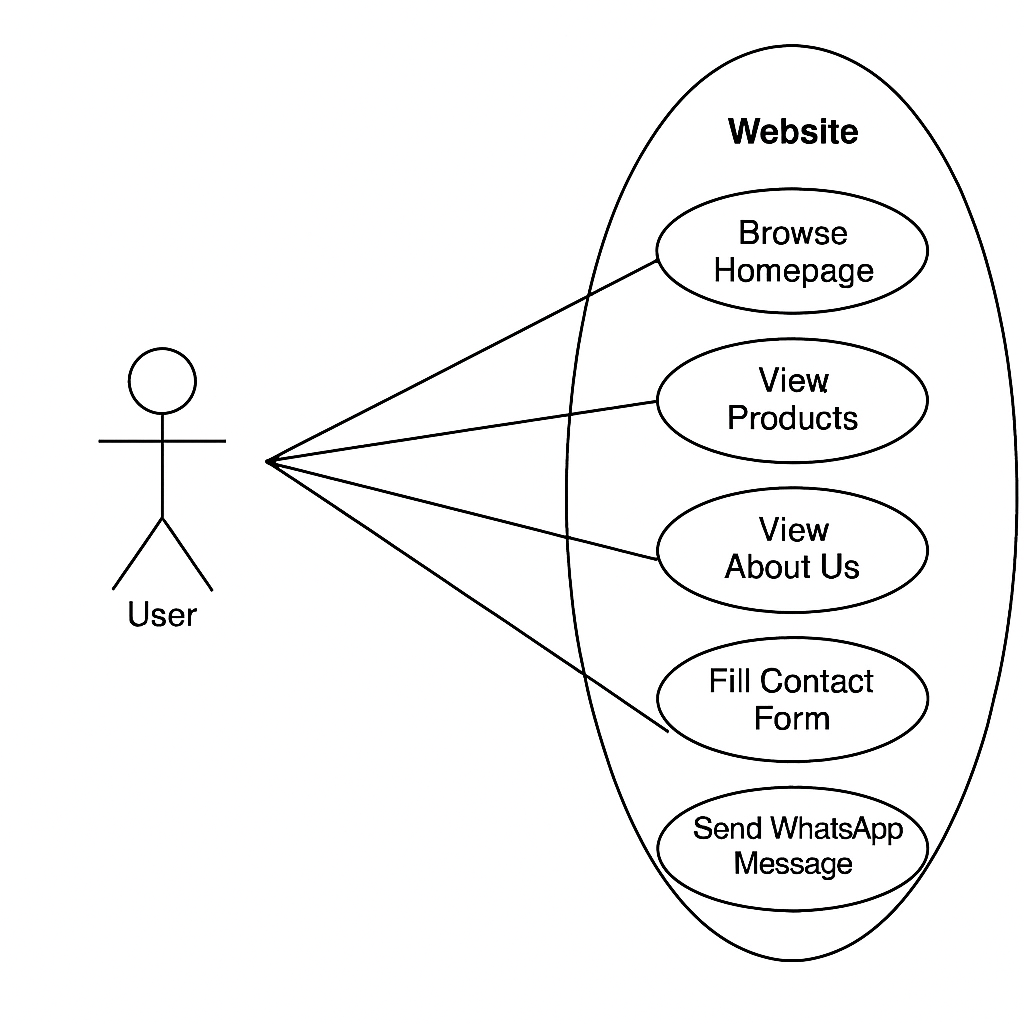 Website
Browse
Homepage
View
Products
View
About Us
Fill Contact
Form
Send WhatsApp
Message
User